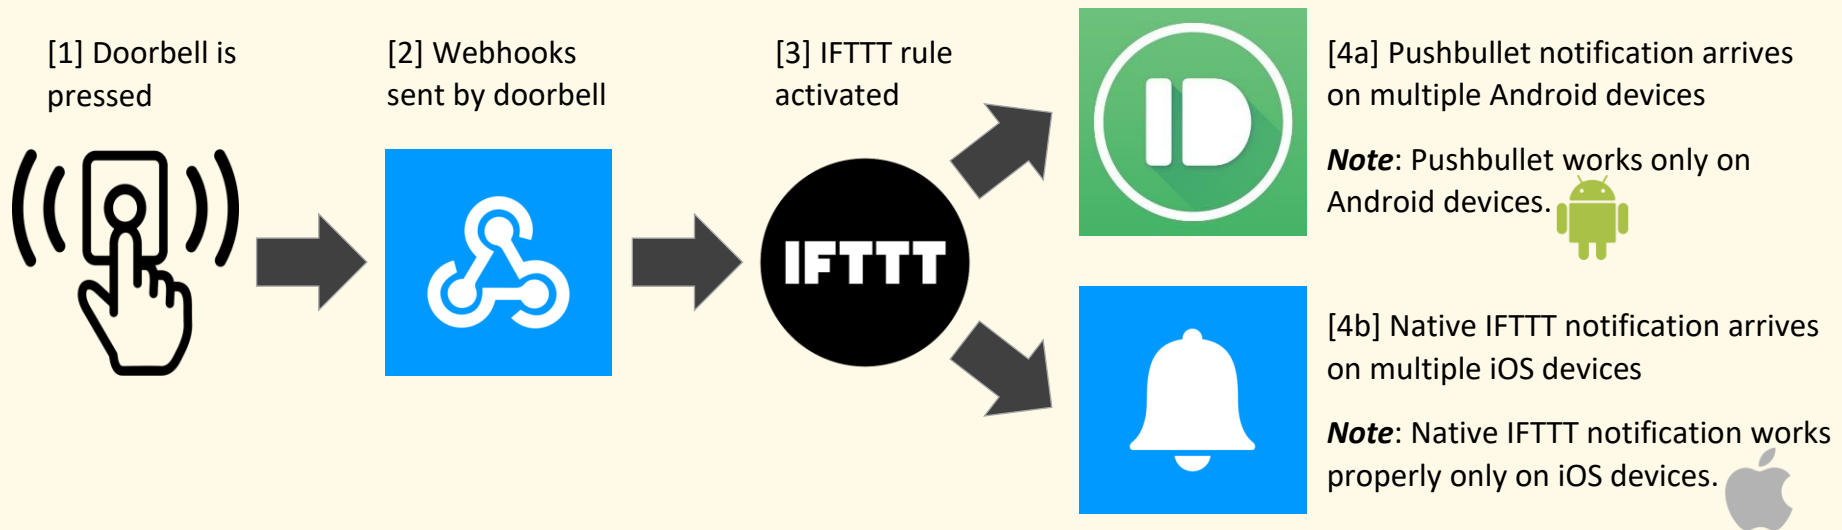 [1] Doorbell is
pressed
[2] Webhooks
sent by doorbell
[3] IFTTT rule
activated
IFTTT
[4a] Pushbullet notification arrives
on multiple Android devices
Note: Pushbullet works only on
Android devices.
[4b] Native IFTTT notification arrives
on multiple iOS devices
Note: Native IFTTT notification works
properly only on iOS devices.